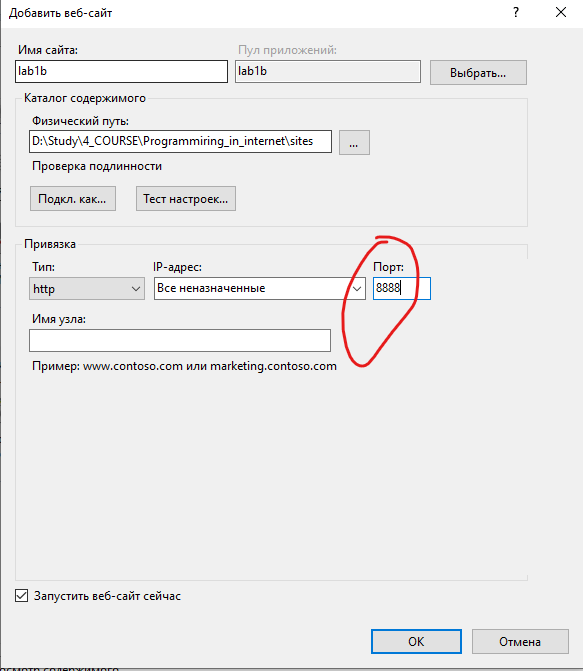 Добавить веб-сайт
?
Имя сайта: Пул приложений:
lab1b lab1b Выбрать...
Каталог содержимого
Физический путь:
D:\Study\4_COURSE\Programmiring_in_internet\sites ...
Проверка подлинности
Подкл. как... Тест настроек...
Привязка
Тип: IP-адрес: Порт:
http Все неназначенные 8888
Имя узла:
Пример: www.contoso.com или marketing.contoso.com
Запустить веб-сайт сейчас
ОК Отмена